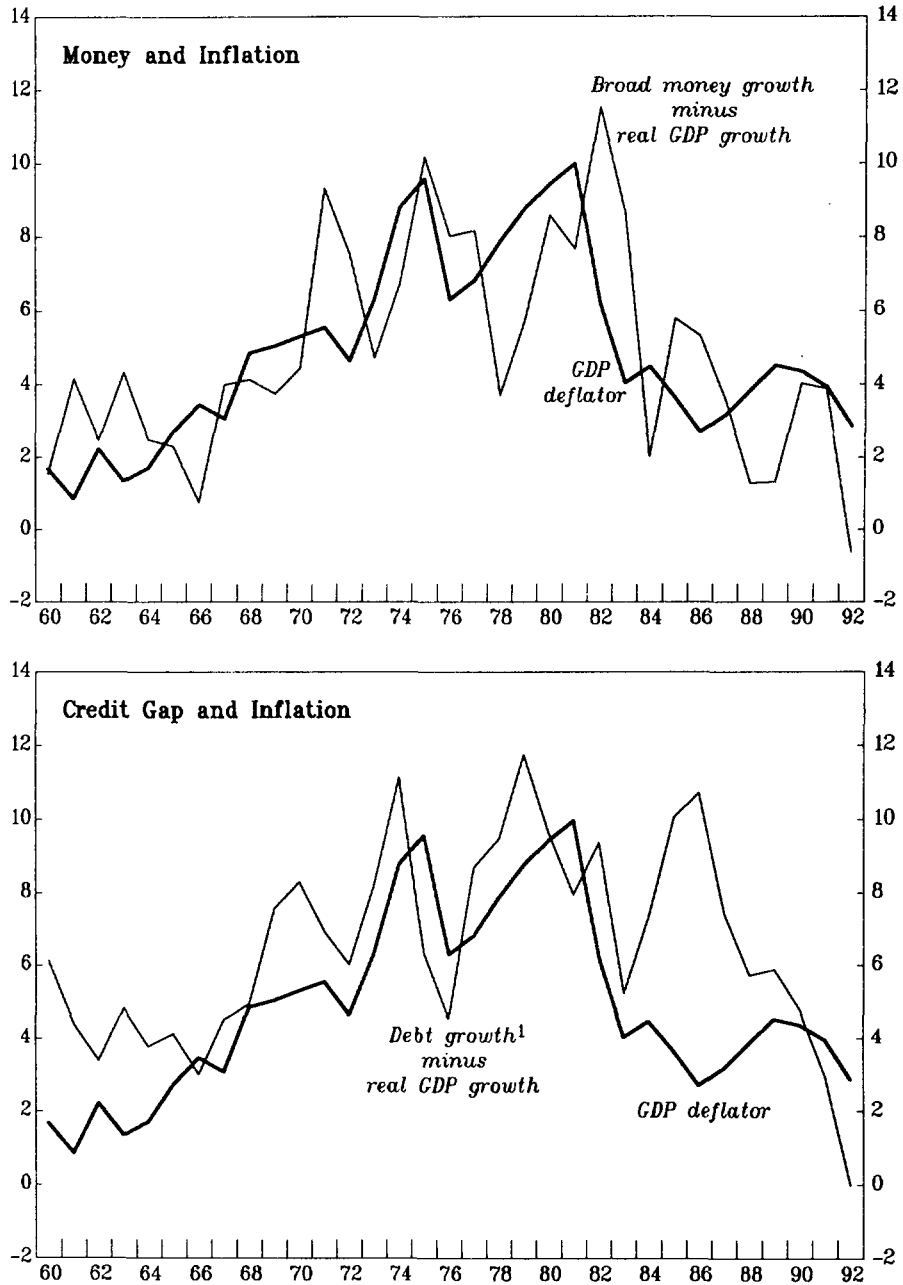 14 14
Money and Inflation
12 12
Broad money growth
minus
real GDP growth
10 10
8 8
6 6
GDP
deflator
4 4
2 2
0 0
-2 -2
60 62 64 66 68 70 72 74 76 78 80 82 84 86 88 90 92
14 14
Credit Gap and Inflation
12 12
10 10
8 8
6 6
4 4
Debt growth1
minus
real GDP growth
GDP deflator
2 2
0 0
-2 -2
60 62 64 66 68 70 72 74 76 78 80 82 84 86 88 90 92